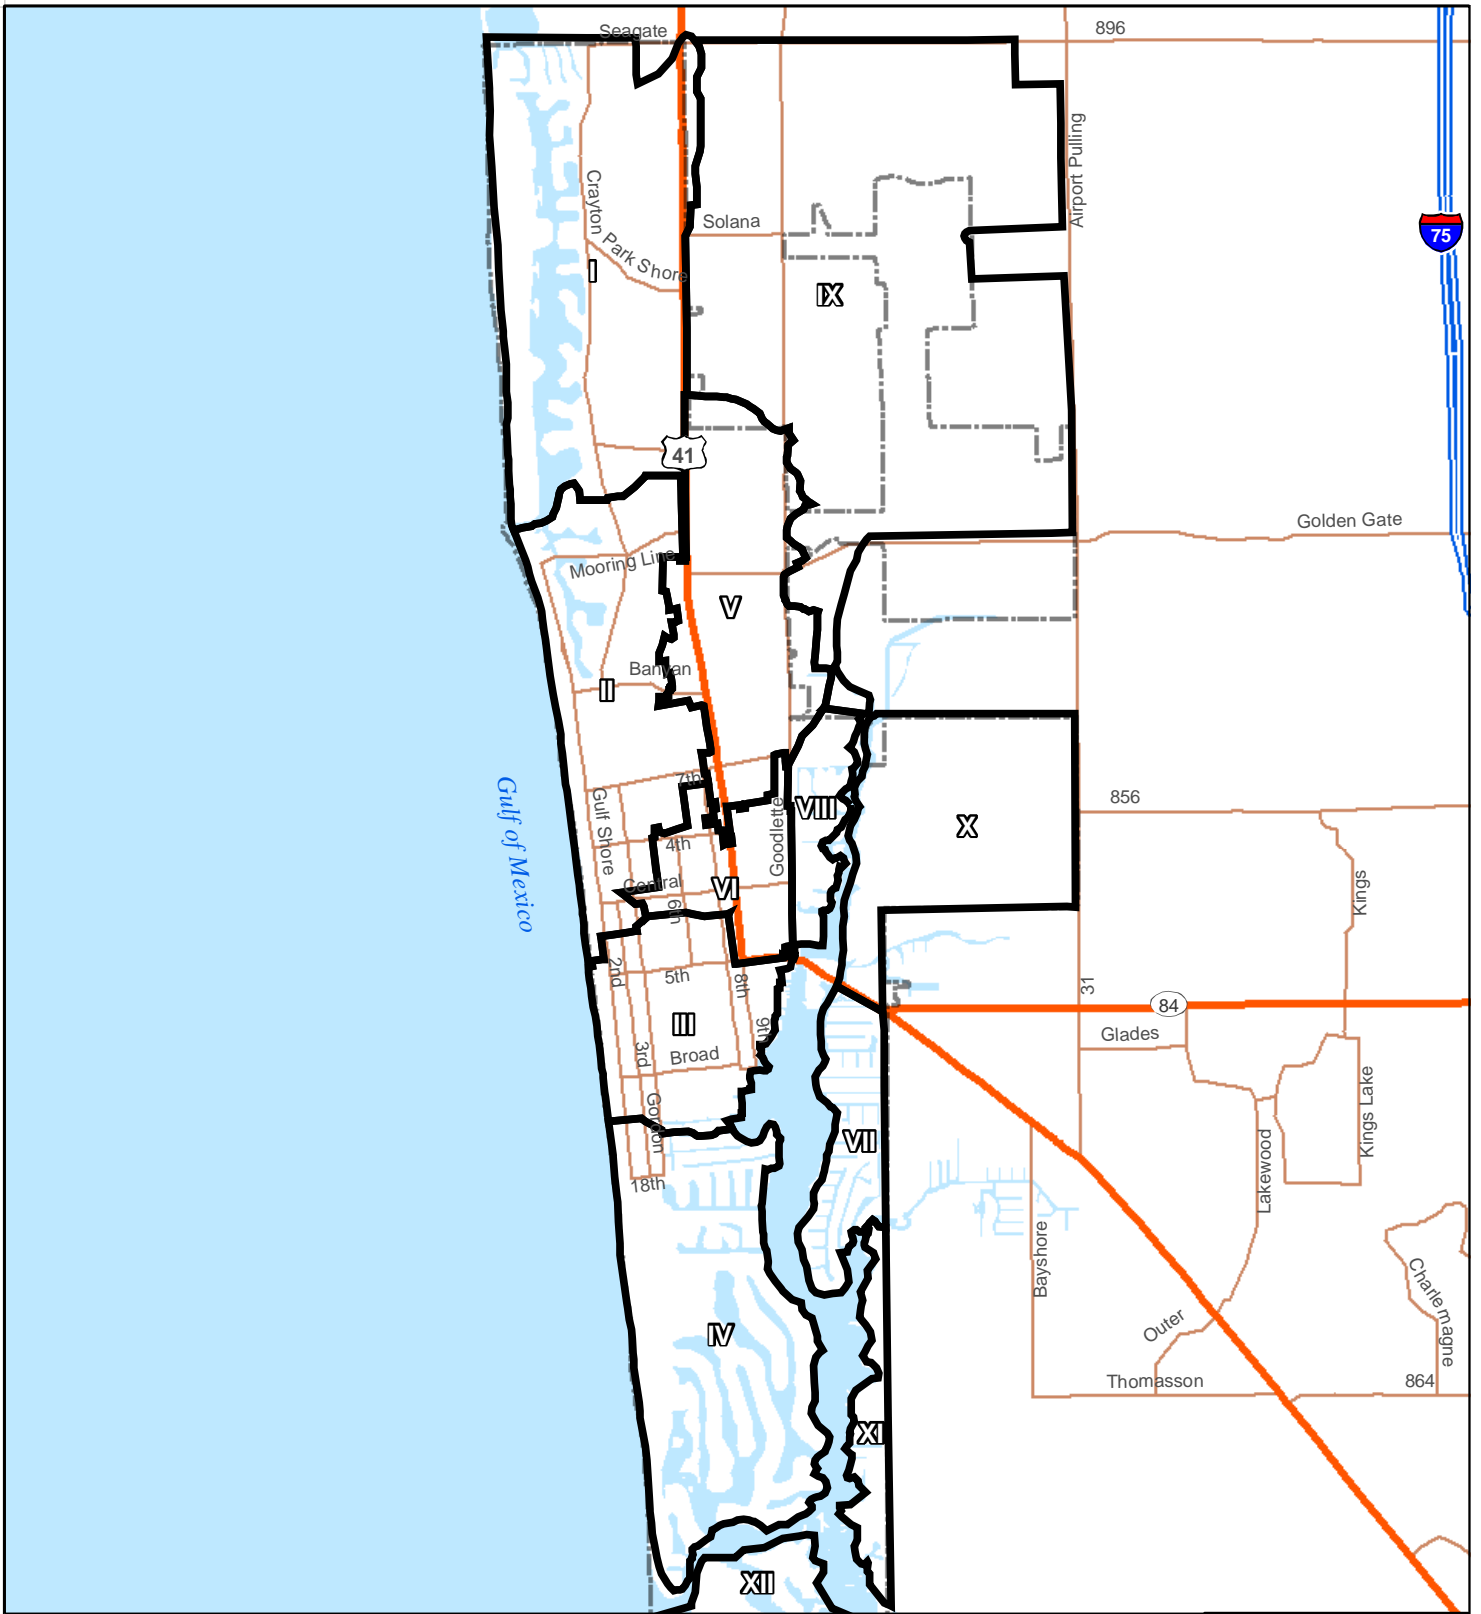 Seagate
896
Airport Pulling
Crayton
Solana
75
Park Shore
I
IX
41
Golden Gate
Mooring Line
V
Banyan
II
7th
Gulf of Mexico
Gulf Shore
Goodlette
VIII
856
X
4th
Central
VI
Kings
6th
2nd
5th
8th
31
84
III
9th
Glades
3rd
Broad
Gordon
Kings Lake
VII
Lakewood
18th
Bayshore
Charlemagne
IV
Outer
Thomasson
864
XI
XII